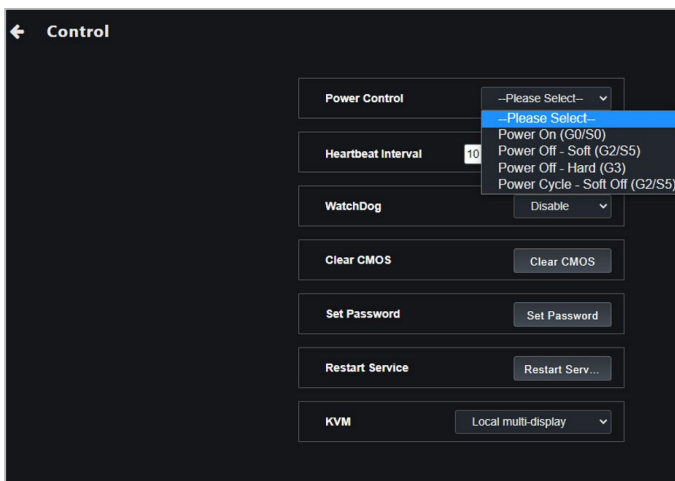 Control
Power Control
--Please Select--
--Please Select--
Power On (G0/S0)
Power Off - Soft (G2/S5)
Power Off - Hard (G3)
Power Cycle - Soft Off (G2/S5)
Heartbeat Interval
10
WatchDog
Disable
Clear CMOS
Clear CMOS
Set Password
Set Password
Restart Service
Restart Serv...
KVM
Local multi-display